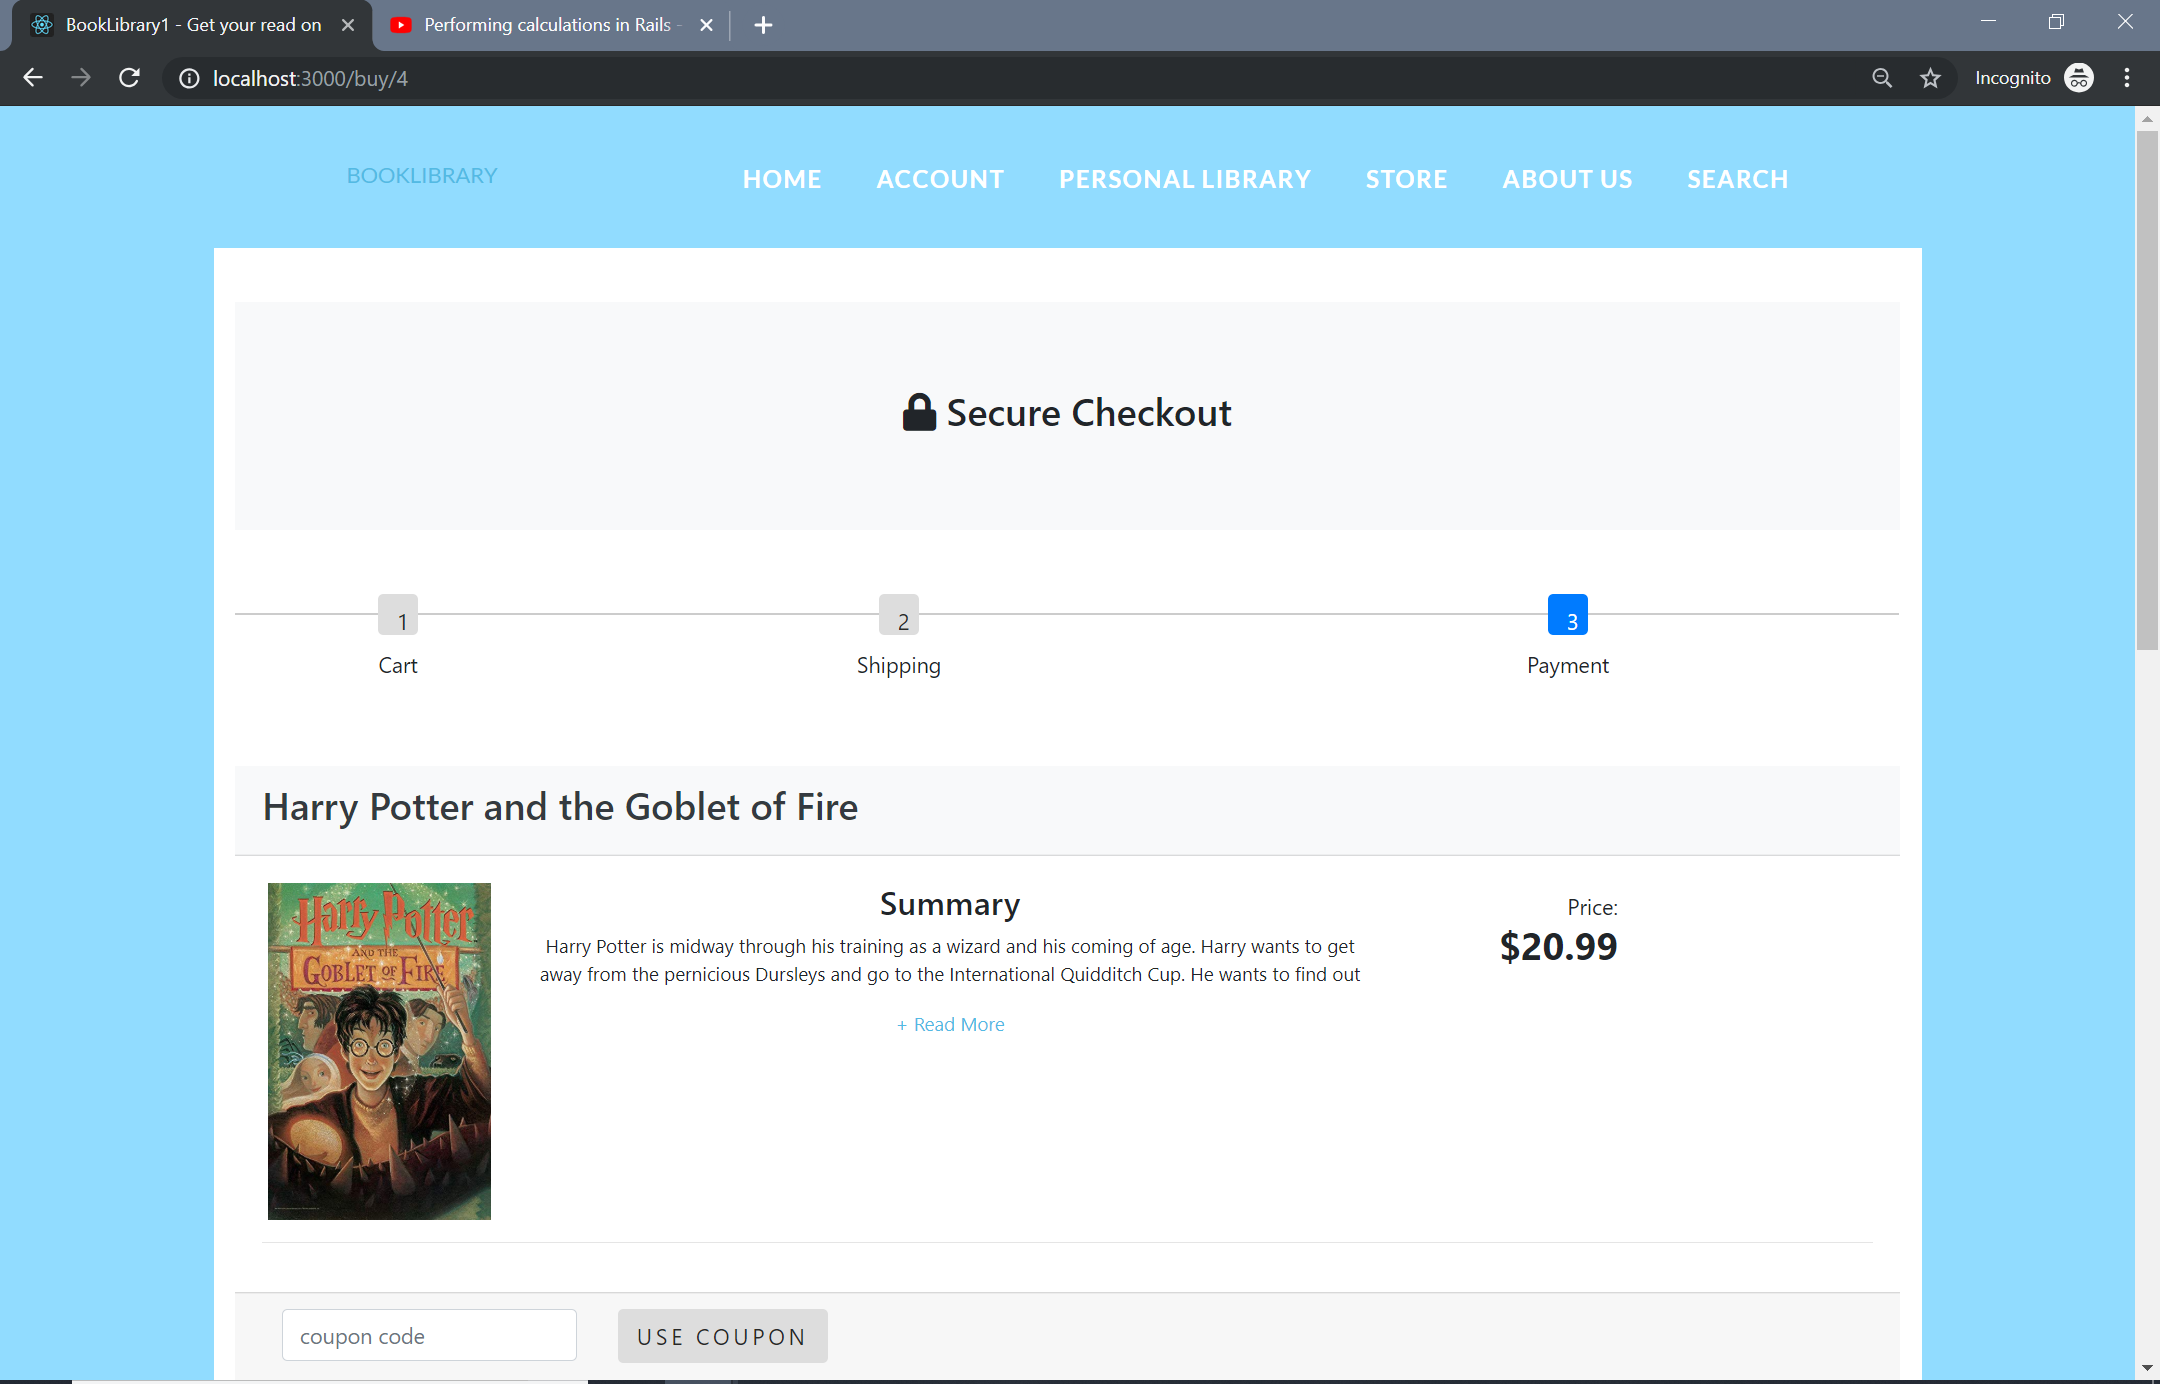 BookLibrary1 - Get your read on
Performing calculations in Rails -
localhost:3000/buy/4
Incognito
BOOKLIBRARY
HOME
ACCOUNT
PERSONAL LIBRARY
STORE
ABOUT US
SEARCH
Secure Checkout
1
2
3
Cart
Shipping
Payment
Harry Potter and the Goblet of Fire
Harry Potter
AND THE
GOBLET OF FIRE
Summary
Harry Potter is midway through his training as a wizard and his coming of age. Harry wants to get
away from the pernicious Dursleys and go to the International Quidditch Cup. He wants to find out
+ Read More
Price:
$20.99
coupon code
USE COUPON